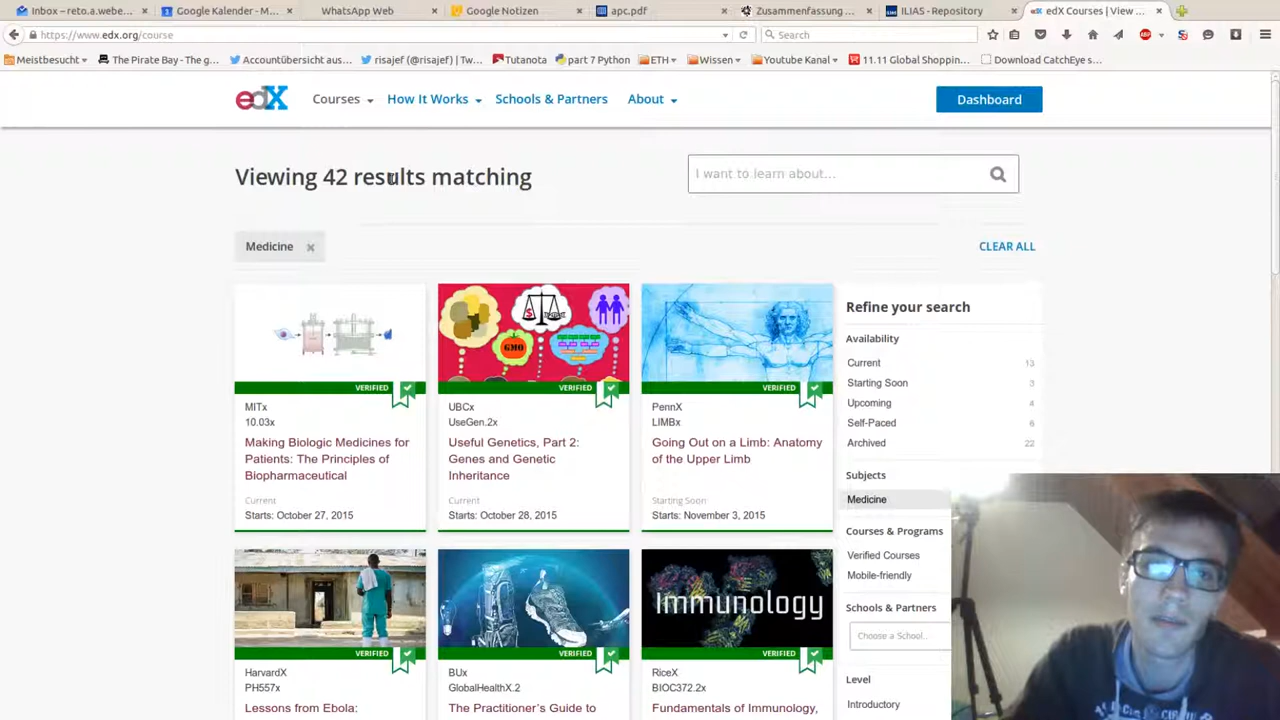 Inbox - reto.a.webe...
Google Kalender - M...
WhatsApp Web
Google Notizen
apc.pdf
Zusammenfassung ...
ILIAS - Repository
edX Courses | View ...
https://www.edx.org/course
Search
Meistbesucht
The Pirate Bay - The g...
Accountübersicht aus...
risajef (@risajef) | Tw...
Tutanota
part 7 Python
ETH
Wissen
Youtube Kanal
11.11 Global Shoppin...
Download CatchEye s...
edX
Courses
How It Works
Schools & Partners
About
Dashboard
Viewing 42 results matching
I want to learn about...
Medicine
CLEAR ALL
VERIFIED
MITx
10.03x
Making Biologic Medicines for
Patients: The Principles of
Biopharmaceutical
Current
Starts: October 27, 2015
GMO
VERIFIED
UBCx
UseGen.2x
Useful Genetics, Part 2:
Genes and Genetic
Inheritance
Current
Starts: October 28, 2015
VERIFIED
PennX
LIMBx
Going Out on a Limb: Anatomy
of the Upper Limb
Starting Soon
Starts: November 3, 2015
VERIFIED
HarvardX
PH557x
Lessons from Ebola:
VERIFIED
BUx
GlobalHealthX.2
The Practitioner's Guide to
Immunology
VERIFIED
RiceX
BIOC372.2x
Fundamentals of Immunology,
Refine your search
Availability
Current 13
Starting Soon 3
Upcoming 4
Self-Paced 6
Archived 22
Subjects
Medicine
Courses & Programs
Verified Courses
Mobile-friendly
Schools & Partners
Choose a School..
Level
Introductory